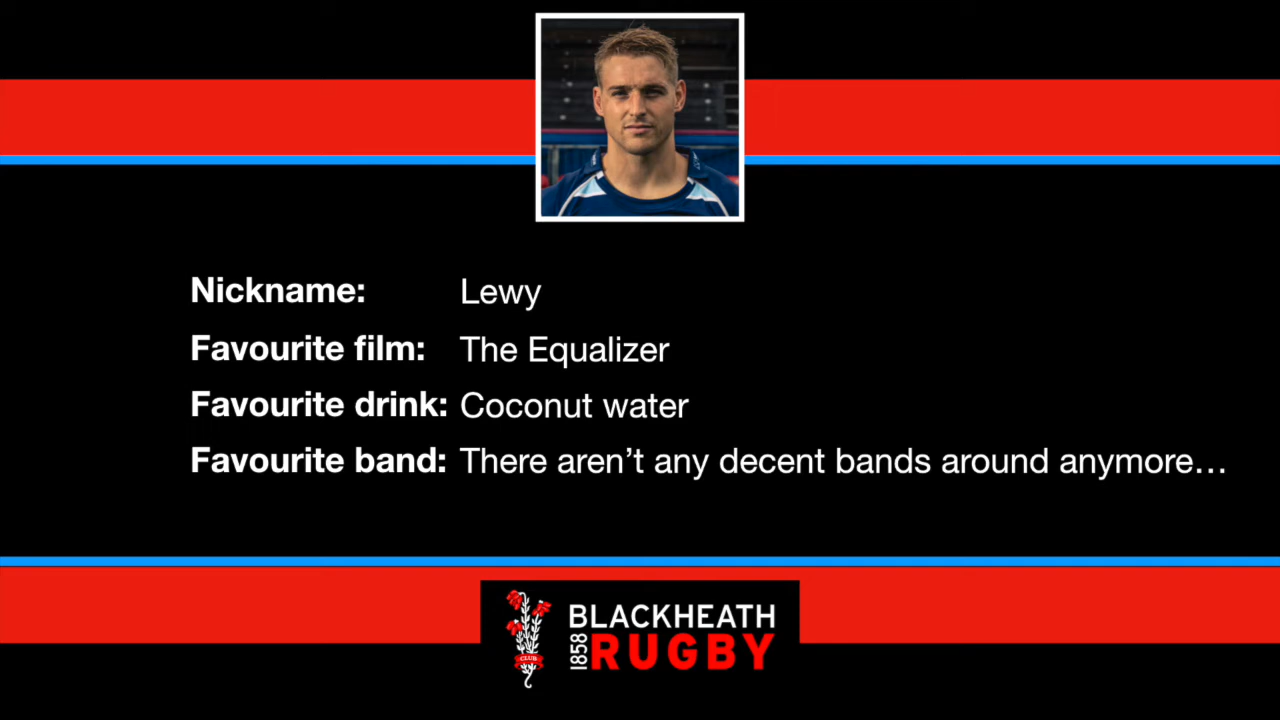 Nickname: Lewy
Favourite film: The Equalizer
Favourite drink: Coconut water
Favourite band: There aren’t any decent bands around anymore…
CLUB
BLACKHEATH
1858 RUGBY